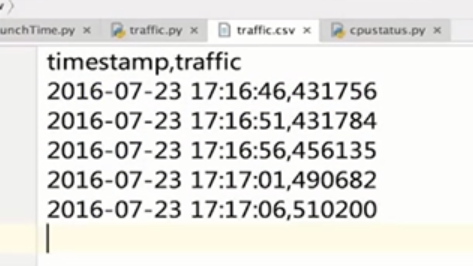 unchTime.py × traffic.py × traffic.csv × cpustatus.py ×
timestamp,traffic
2016-07-23 17:16:46,431756
2016-07-23 17:16:51,431784
2016-07-23 17:16:56,456135
2016-07-23 17:17:01,490682
2016-07-23 17:17:06,510200